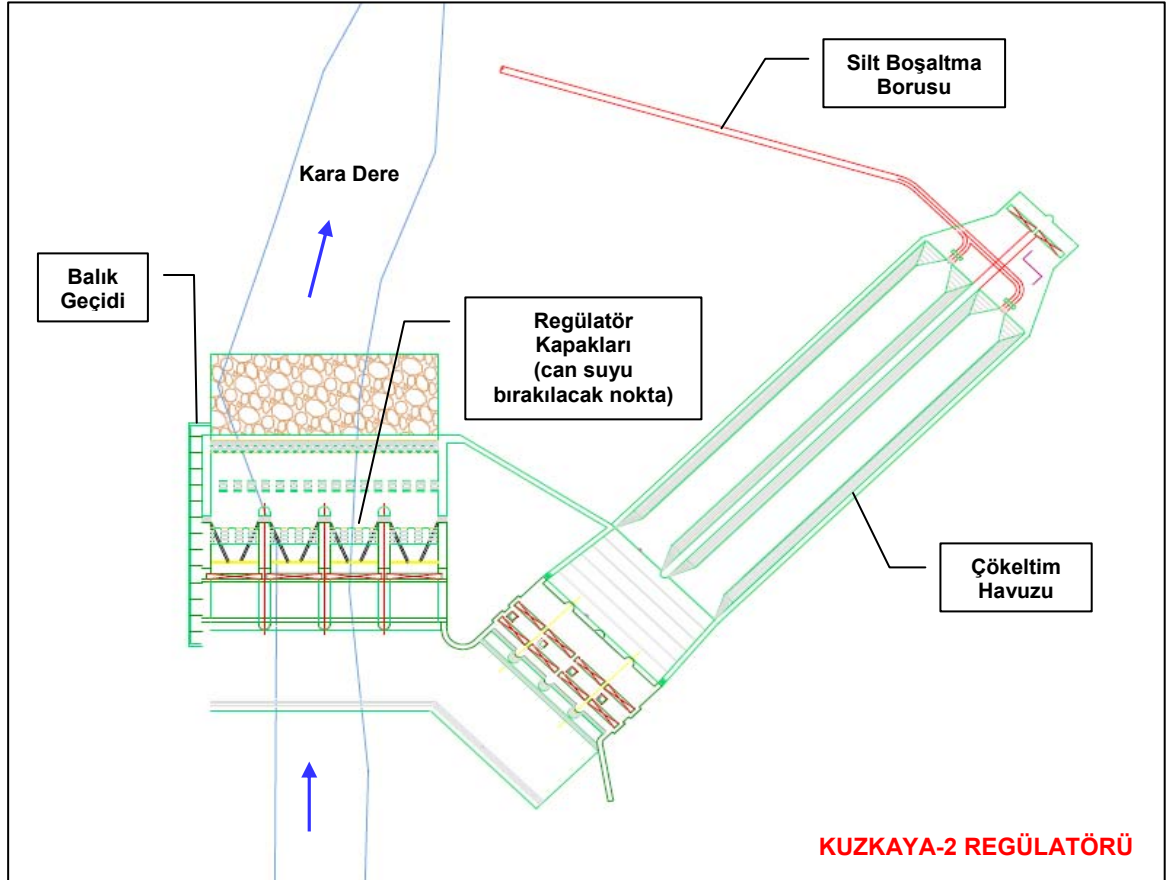 Silt Boşaltma
Borusu
Kara Dere
Balık
Geçidi
Regülatör
Kapakları
(can suyu
bırakılacak nokta)
Çökeltim
Havuzu
KUZKAYA-2 REGÜLATÖRÜ